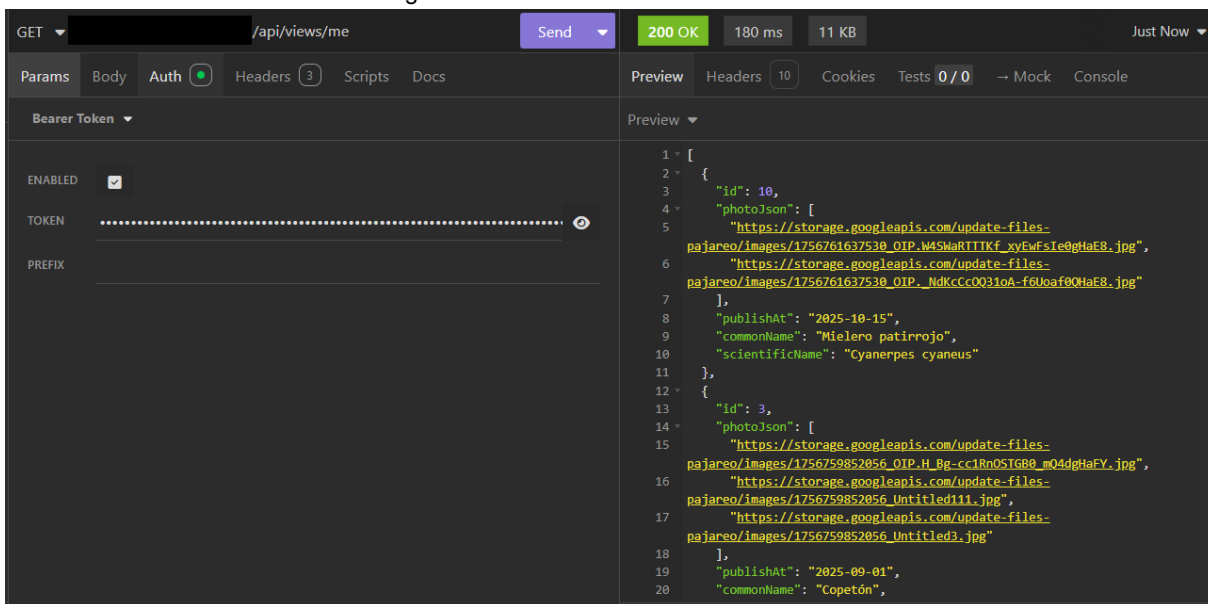 GET /api/views/me Send 200 OK 180 ms 11 KB Just Now
Params Body Auth Headers 3 Scripts Docs Preview Headers 10 Cookies Tests 0 / 0 → Mock Console
Bearer Token Preview
ENABLED
TOKEN ••••••••••••••••••••••••••••••••••••••••••••••••••••••••••••••••••
PREFIX
1 [
2 {
3 "id": 10,
4 "photoJson": [
5 "https://storage.googleapis.com/update-files-
pajareo/images/1756761637530_OIP.W4SWaRTTTKf_xyEwFsIe0gHaE8.jpg",
6 "https://storage.googleapis.com/update-files-
pajareo/images/1756761637530_OIP._NdKcCcOQ31oA-f6Uoaf0QHaE8.jpg"
7 ],
8 "publishAt": "2025-10-15",
9 "commonName": "Mielero patirrojo",
10 "scientificName": "Cyanerpes cyaneus"
11 },
12 {
13 "id": 3,
14 "photoJson": [
15 "https://storage.googleapis.com/update-files-
pajareo/images/1756759852056_OIP.H_Bg-cc1RnOSTGB0_mQ4dgHaFY.jpg",
16 "https://storage.googleapis.com/update-files-
pajareo/images/1756759852056_Untitled111.jpg",
17 "https://storage.googleapis.com/update-files-
pajareo/images/1756759852056_Untitled3.jpg"
18 ],
19 "publishAt": "2025-09-01",
20 "commonName": "Copetón",